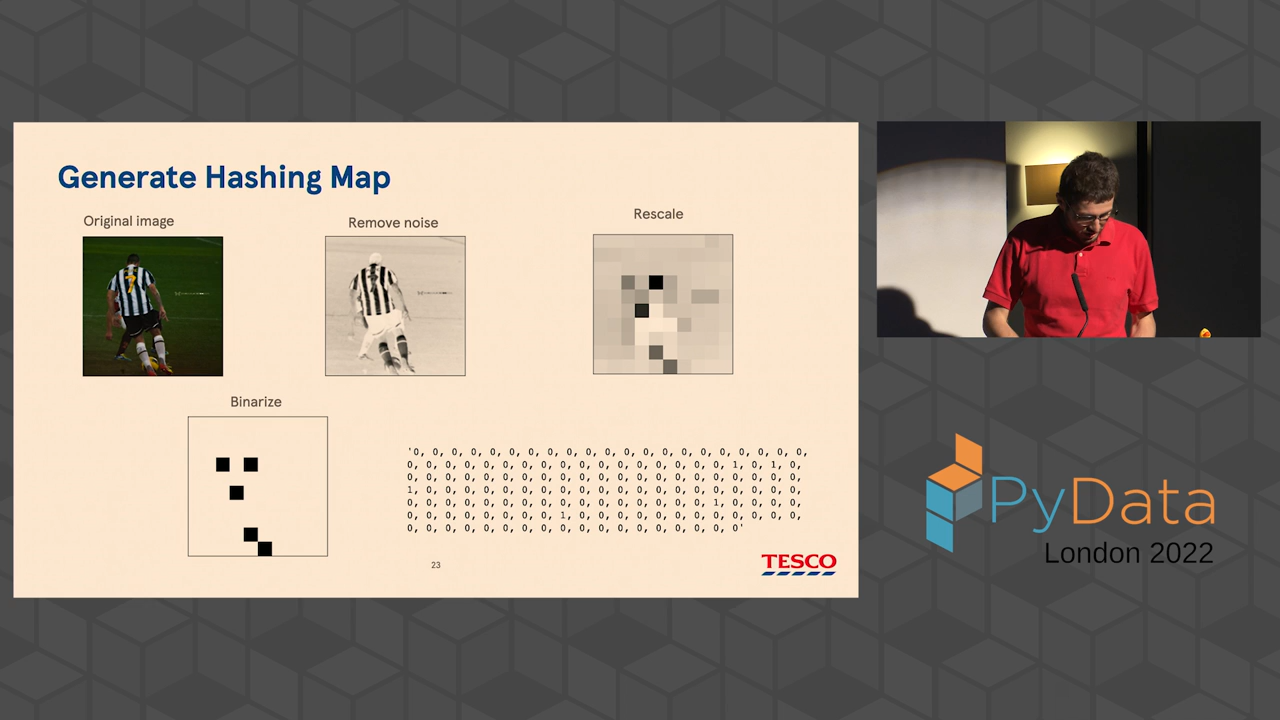 Generate Hashing Map
Original image
Remove noise
Rescale
Binarize
'0, 0, 0, 0, 0, 0, 0, 0, 0, 0, 0, 0, 0, 0, 0, 0, 0, 0, 0, 0, 0,
0, 0, 0, 0, 0, 0, 0, 0, 0, 0, 0, 0, 0, 0, 0, 0, 0, 1, 0, 1, 0,
0, 0, 0, 0, 0, 0, 0, 0, 0, 0, 0, 0, 0, 0, 0, 0, 0, 0, 0, 0, 0,
1, 0, 0, 0, 0, 0, 0, 0, 0, 0, 0, 0, 0, 0, 0, 0, 0, 0, 0, 0, 0,
0, 0, 0, 0, 0, 0, 0, 0, 0, 0, 0, 0, 0, 0, 0, 0, 1, 0, 0, 0, 0,
0, 0, 0, 0, 0, 0, 0, 0, 1, 0, 0, 0, 0, 0, 0, 0, 0, 0, 0, 0, 0,
0, 0, 0, 0, 0, 0, 0, 0, 0, 0, 0, 0, 0, 0, 0, 0, 0, 0'
23
TESCO
PyData
London 2022